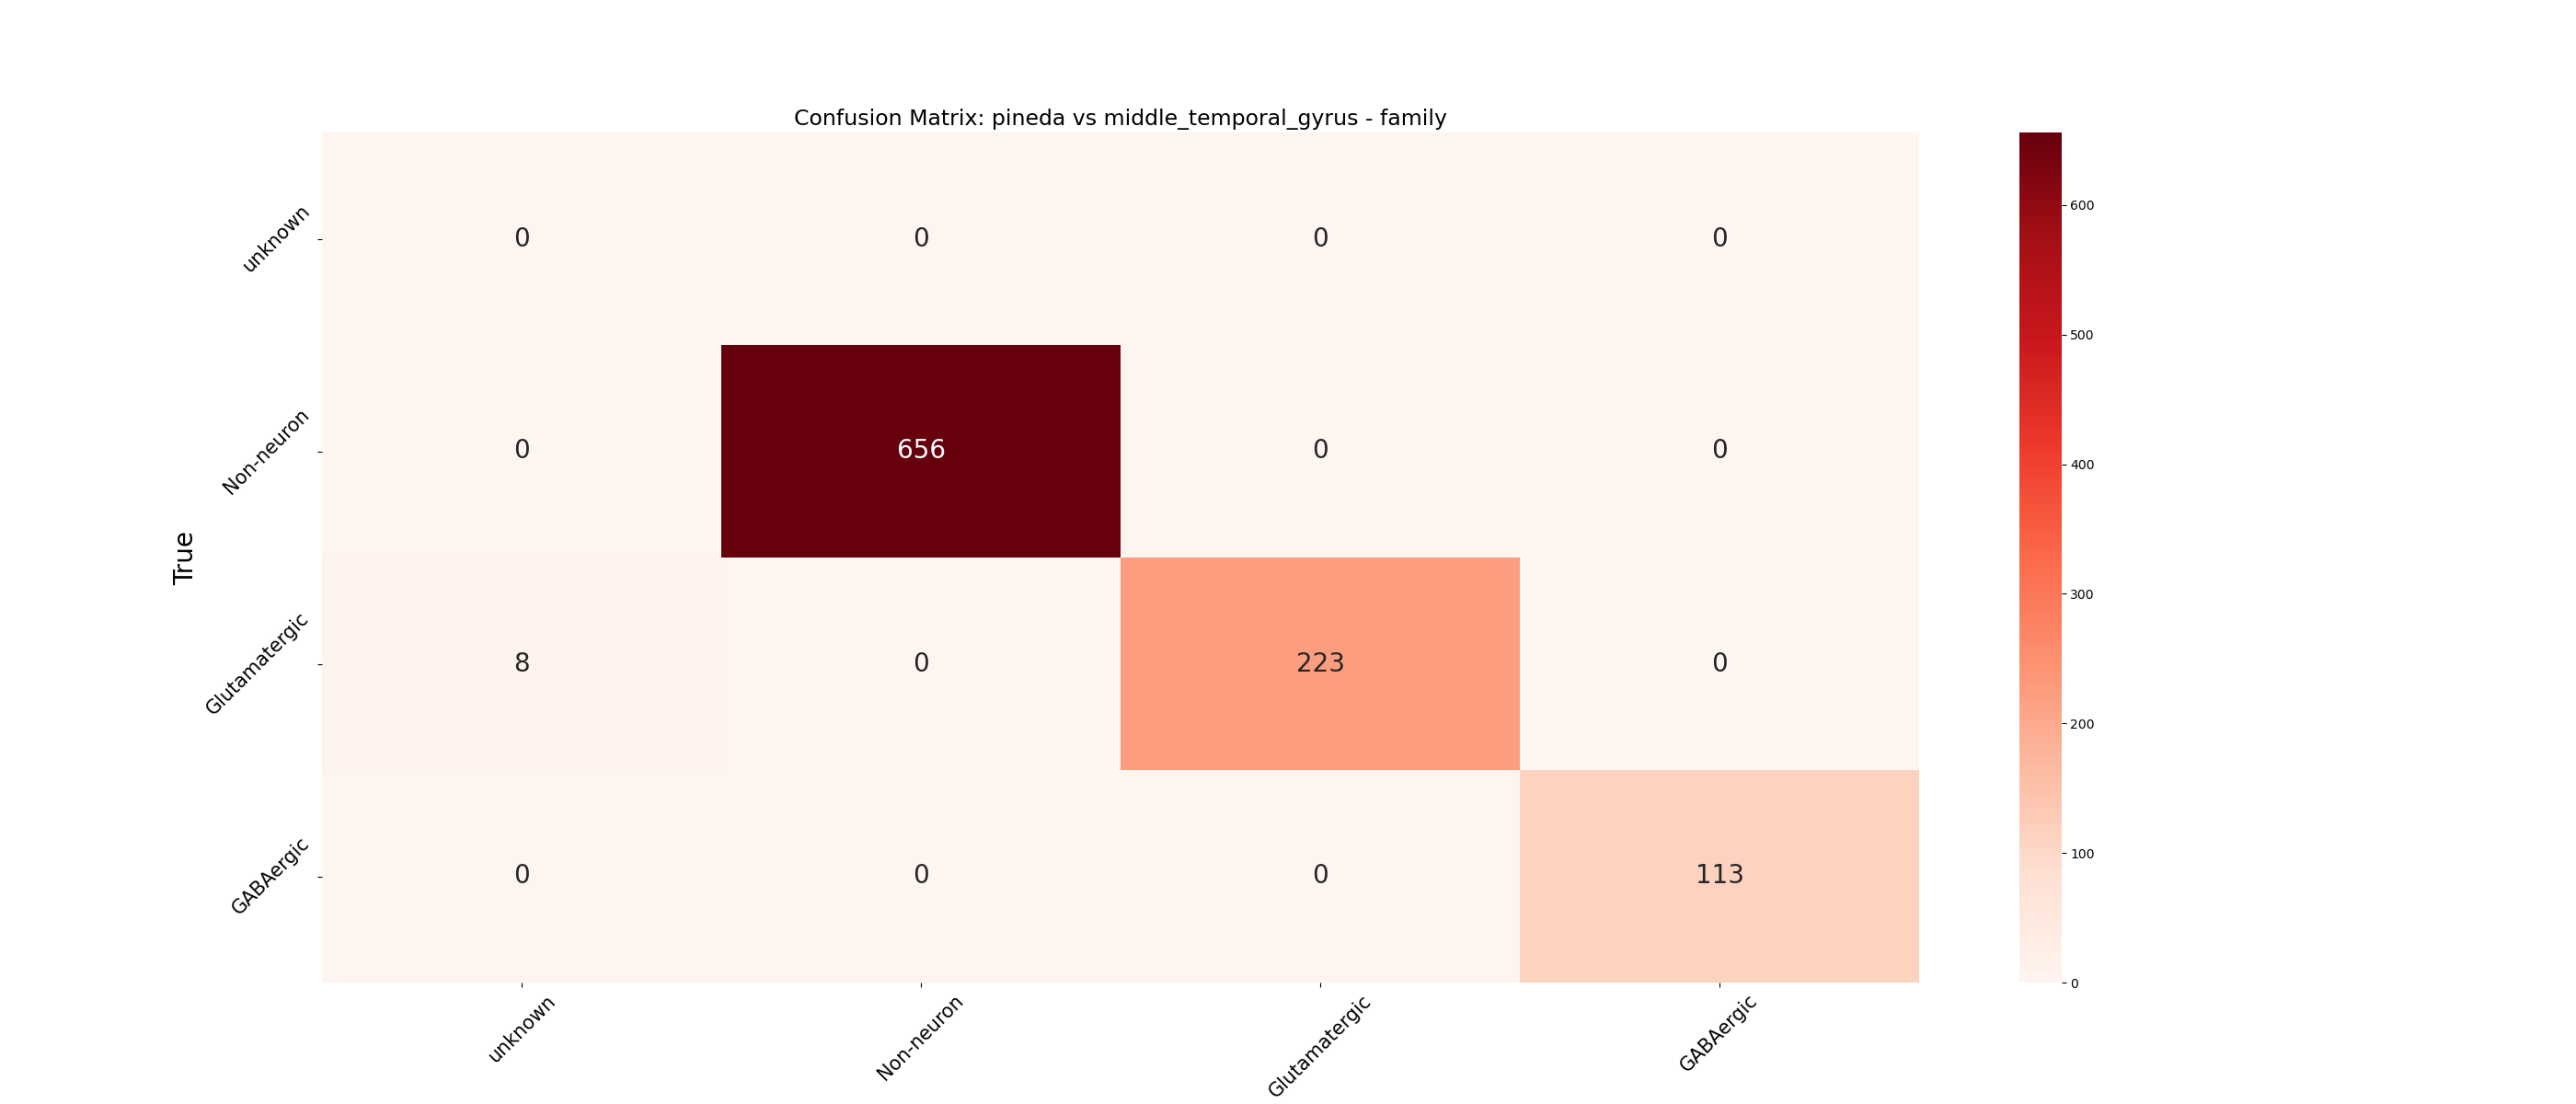 Confusion Matrix: pineda vs middle_temporal_gyrus - family
True
unknown
0 0 0 0
Non-neuron
0 656 0 0
Glutamatergic
8 0 223 0
GABAergic
0 0 0 113
unknown Non-neuron Glutamatergic GABAergic
600
500
400
300
200
100
0